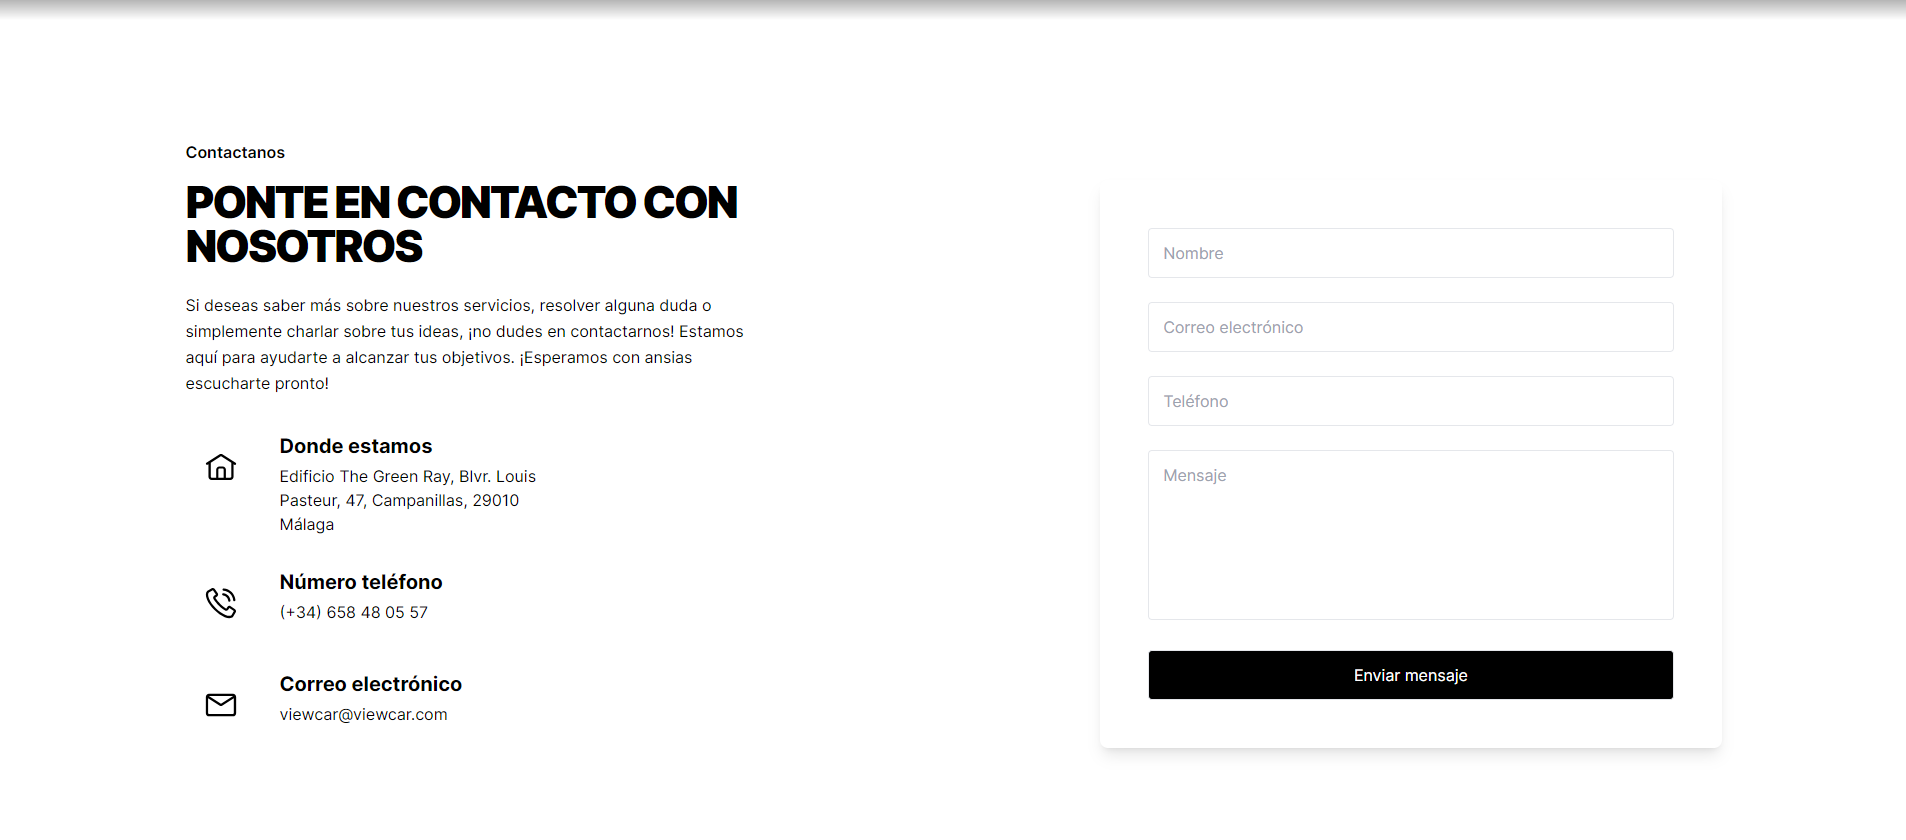 Contactanos
PONTE EN CONTACTO CON
NOSOTROS
Si deseas saber más sobre nuestros servicios, resolver alguna duda o
simplemente charlar sobre tus ideas, ¡no dudes en contactarnos! Estamos
aquí para ayudarte a alcanzar tus objetivos. ¡Esperamos con ansias
escucharte pronto!
Donde estamos
Edificio The Green Ray, Blvr. Louis
Pasteur, 47, Campanillas, 29010
Málaga
Número teléfono
(+34) 658 48 05 57
Correo electrónico
viewcar@viewcar.com
Nombre
Correo electrónico
Teléfono
Mensaje
Enviar mensaje